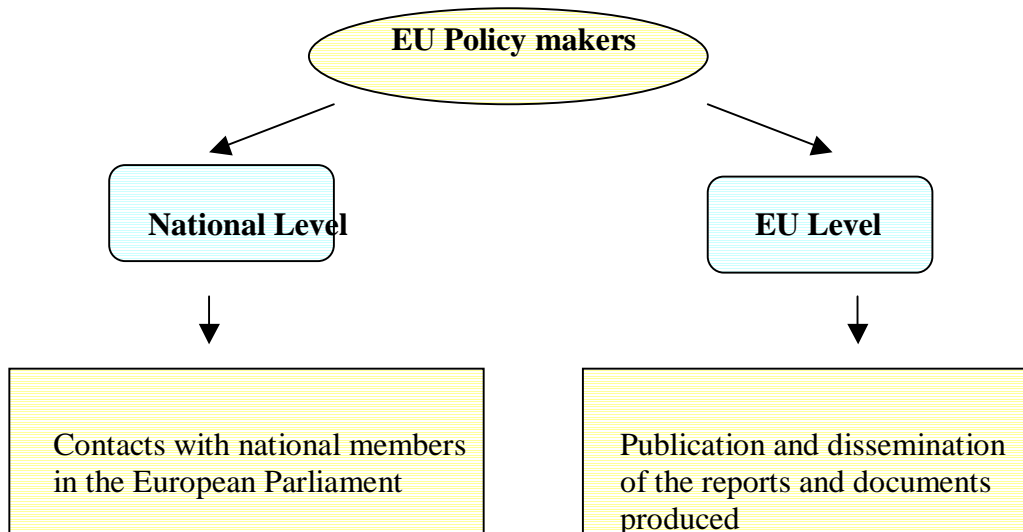 EU Policy makers
National Level
EU Level
Contacts with national members
in the European Parliament
Publication and dissemination
of the reports and documents
produced